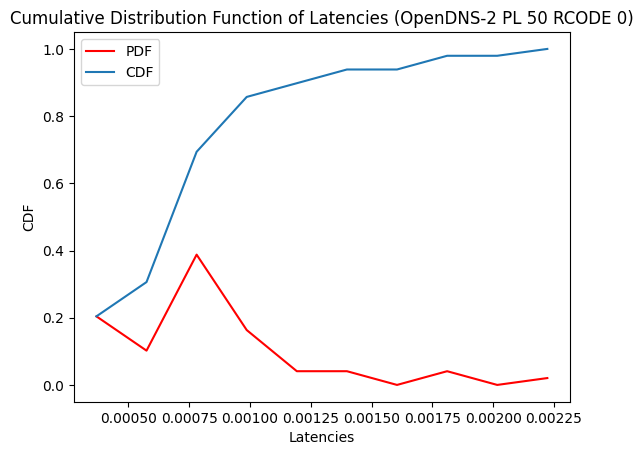 Cumulative Distribution Function of Latencies (OpenDNS-2 PL 50 RCODE 0)
PDF
CDF
CDF
1.0
0.8
0.6
0.4
0.2
0.0
0.00050 0.00075 0.00100 0.00125 0.00150 0.00175 0.00200 0.00225
Latencies